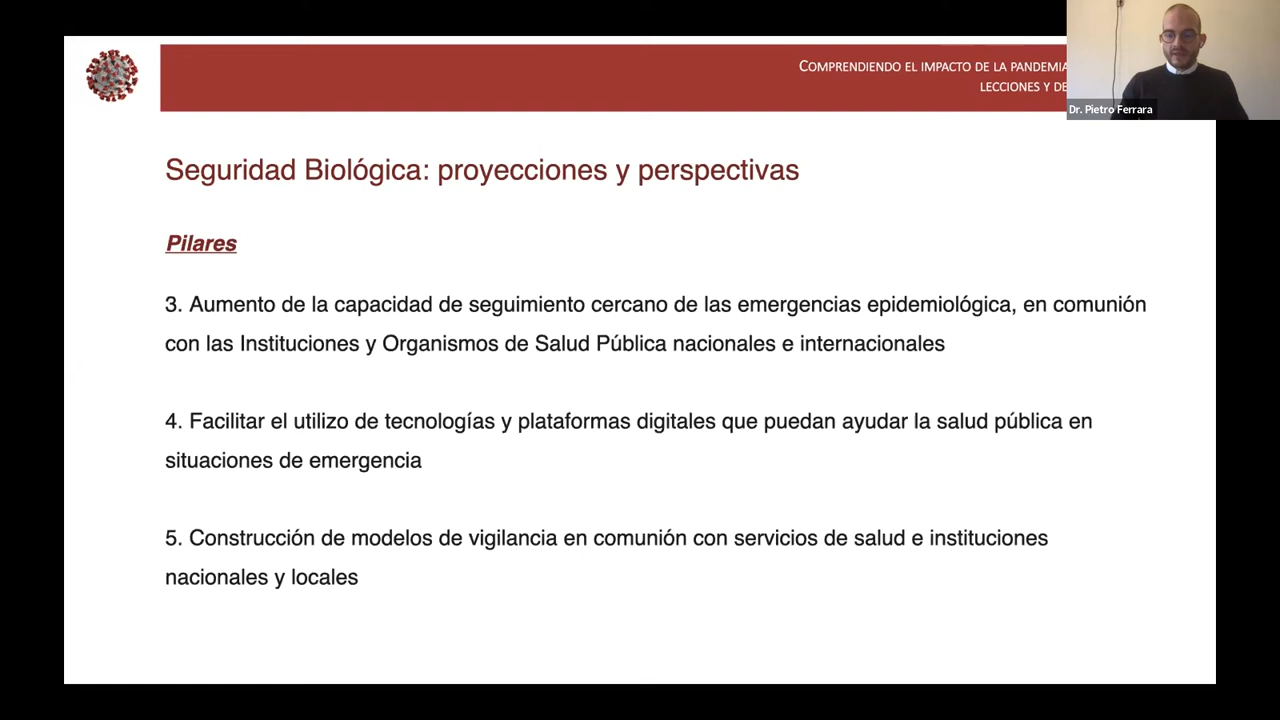 COMPRENDIENDO EL IMPACTO DE LA PANDEMIA
LECCIONES Y DE
Dr. Pietro Ferrara
Seguridad Biológica: proyecciones y perspectivas
Pilares
3. Aumento de la capacidad de seguimiento cercano de las emergencias epidemiológica, en comunión
con las Instituciones y Organismos de Salud Pública nacionales e internacionales
4. Facilitar el utilizo de tecnologías y plataformas digitales que puedan ayudar la salud pública en
situaciones de emergencia
5. Construcción de modelos de vigilancia en comunión con servicios de salud e instituciones
nacionales y locales